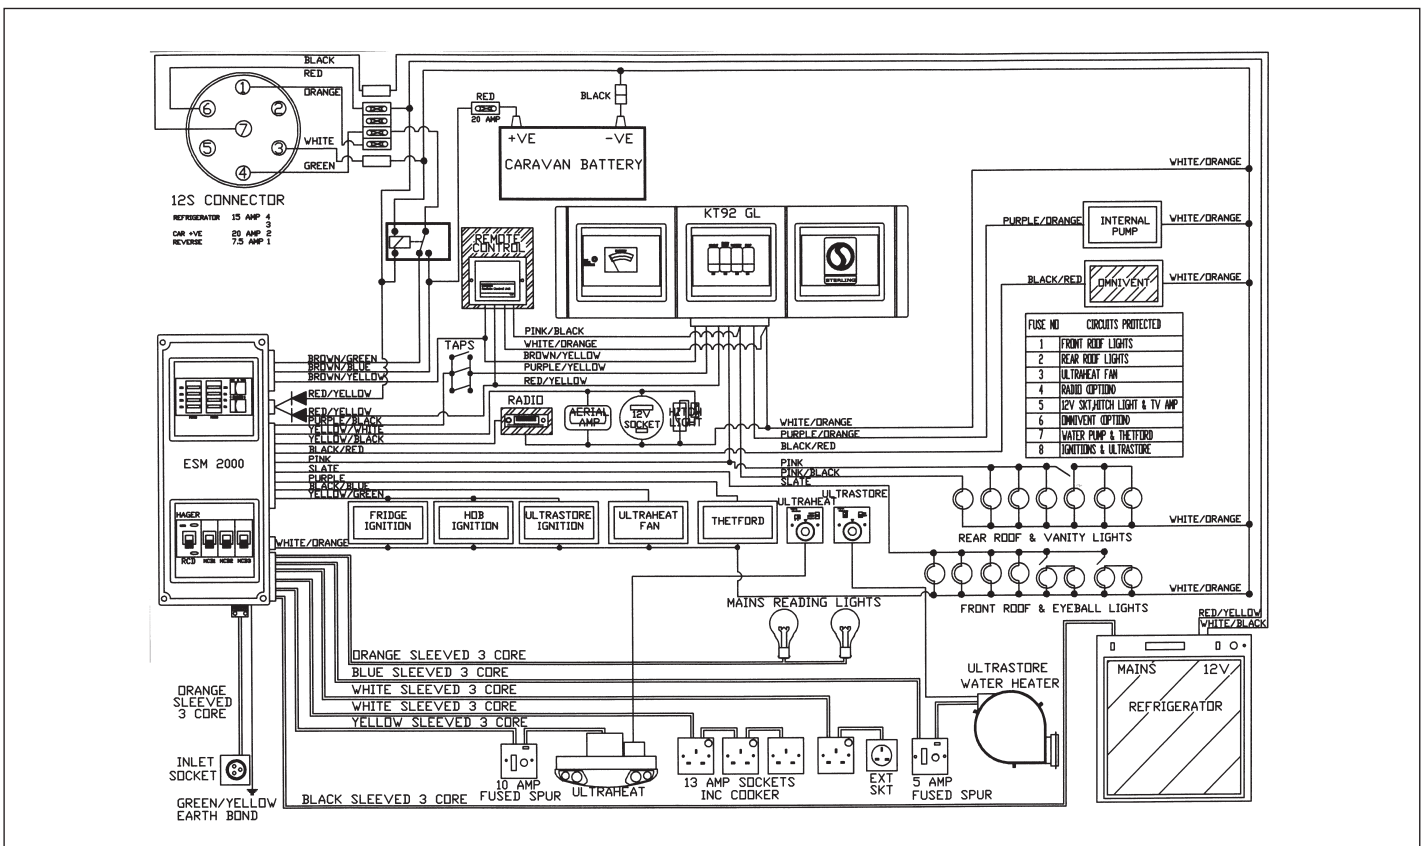 BLACK
RED
ORANGE
WHITE
GREEN
1
2
3
4
5
6
7
12S CONNECTOR
REFRIGERATOR 15 AMP 4
3
CAR +VE 20 AMP 2
REVERSE 7.5 AMP 1
RED
20 AMP
BLACK
+VE -VE
CARAVAN BATTERY
REMOTE
CONTROL
KT92 GL
STERLING
WHITE/ORANGE
PURPLE/ORANGE
INTERNAL
PUMP
WHITE/ORANGE
BLACK/RED
OMNIVENT
WHITE/ORANGE
FUSE NO CIRCUITS PROTECTED
1 FRONT ROOF LIGHTS
2 REAR ROOF LIGHTS
3 ULTRAHEAT FAN
4 RADIO (OPTION)
5 12V SKT,HITCH LIGHT & TV AMP
6 OMNIVENT (OPTION)
7 WATER PUMP & THETFORD
8 IGNITIONS & ULTRASTORE
PINK/BLACK
WHITE/ORANGE
BROWN/YELLOW
PURPLE/YELLOW
RED/YELLOW
TAPS
BROWN/GREEN
BROWN/BLUE
BROWN/YELLOW
RED/YELLOW
RED/YELLOW
PURPLE/BLACK
YELLOW/WHITE
YELLOW/BLACK
BLACK/RED
PINK
SLATE
PURPLE
BLACK/BLUE
YELLOW/GREEN
RADIO
AERIAL
AMP
12V
SOCKET
HITCH
LIGHT
WHITE/ORANGE
PURPLE/ORANGE
BLACK/RED
PINK
PINK/BLACK
SLATE
ESM 2000
HAGER
RCD MCB1 MCB2 MCB3
FRIDGE
IGNITION
HOB
IGNITION
ULTRASTORE
IGNITION
ULTRAHEAT
FAN
THETFORD
ULTRAHEAT
ULTRASTORE
WHITE/ORANGE
WHITE/ORANGE
REAR ROOF & VANITY LIGHTS
WHITE/ORANGE
FRONT ROOF & EYEBALL LIGHTS
MAINS READING LIGHTS
RED/YELLOW
WHITE/BLACK
ORANGE SLEEVED 3 CORE
BLUE SLEEVED 3 CORE
WHITE SLEEVED 3 CORE
WHITE SLEEVED 3 CORE
YELLOW SLEEVED 3 CORE
ORANGE
SLEEVED
3 CORE
INLET
SOCKET
GREEN/YELLOW
EARTH BOND
BLACK SLEEVED 3 CORE
10 AMP
FUSED SPUR
ULTRAHEAT
13 AMP SOCKETS
INC COOKER
EXT
SKT
5 AMP
FUSED SPUR
ULTRASTORE
WATER HEATER
MAINS 12V
REFRIGERATOR